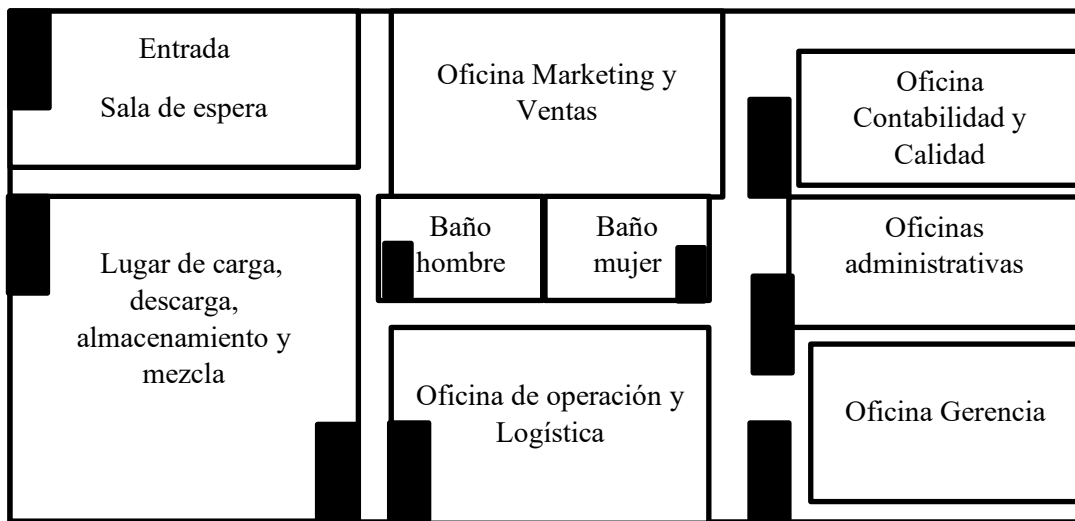 Entrada
Sala de espera
Oficina Marketing y
Ventas
Oficina
Contabilidad y
Calidad
Baño
hombre
Baño
mujer
Oficinas
administrativas
Lugar de carga,
descarga,
almacenamiento y
mezcla
Oficina de operación y
Logística
Oficina Gerencia